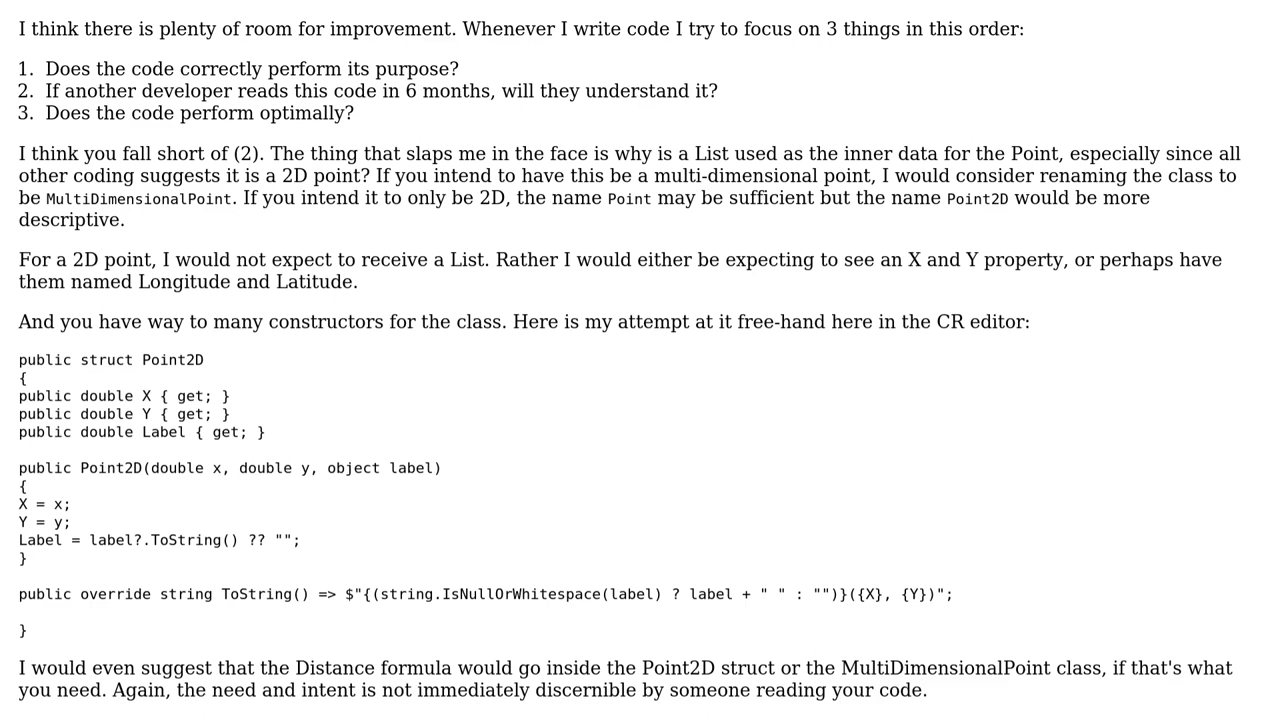 I think there is plenty of room for improvement. Whenever I write code I try to focus on 3 things in this order:
1. Does the code correctly perform its purpose?
2. If another developer reads this code in 6 months, will they understand it?
3. Does the code perform optimally?
I think you fall short of (2). The thing that slaps me in the face is why is a List used as the inner data for the Point, especially since all
other coding suggests it is a 2D point? If you intend to have this be a multi-dimensional point, I would consider renaming the class to
be MultiDimensionalPoint. If you intend it to only be 2D, the name Point may be sufficient but the name Point2D would be more
descriptive.
For a 2D point, I would not expect to receive a List. Rather I would either be expecting to see an X and Y property, or perhaps have
them named Longitude and Latitude.
And you have way to many constructors for the class. Here is my attempt at it free-hand here in the CR editor:
public struct Point2D
{
public double X { get; }
public double Y { get; }
public double Label { get; }
public Point2D(double x, double y, object label)
{
X = x;
Y = y;
Label = label?.ToString() ?? "";
}
public override string ToString() => $"{(string.IsNullOrWhitespace(label) ? label + " " : "")}({X}, {Y})";
}
I would even suggest that the Distance formula would go inside the Point2D struct or the MultiDimensionalPoint class, if that's what
you need. Again, the need and intent is not immediately discernible by someone reading your code.